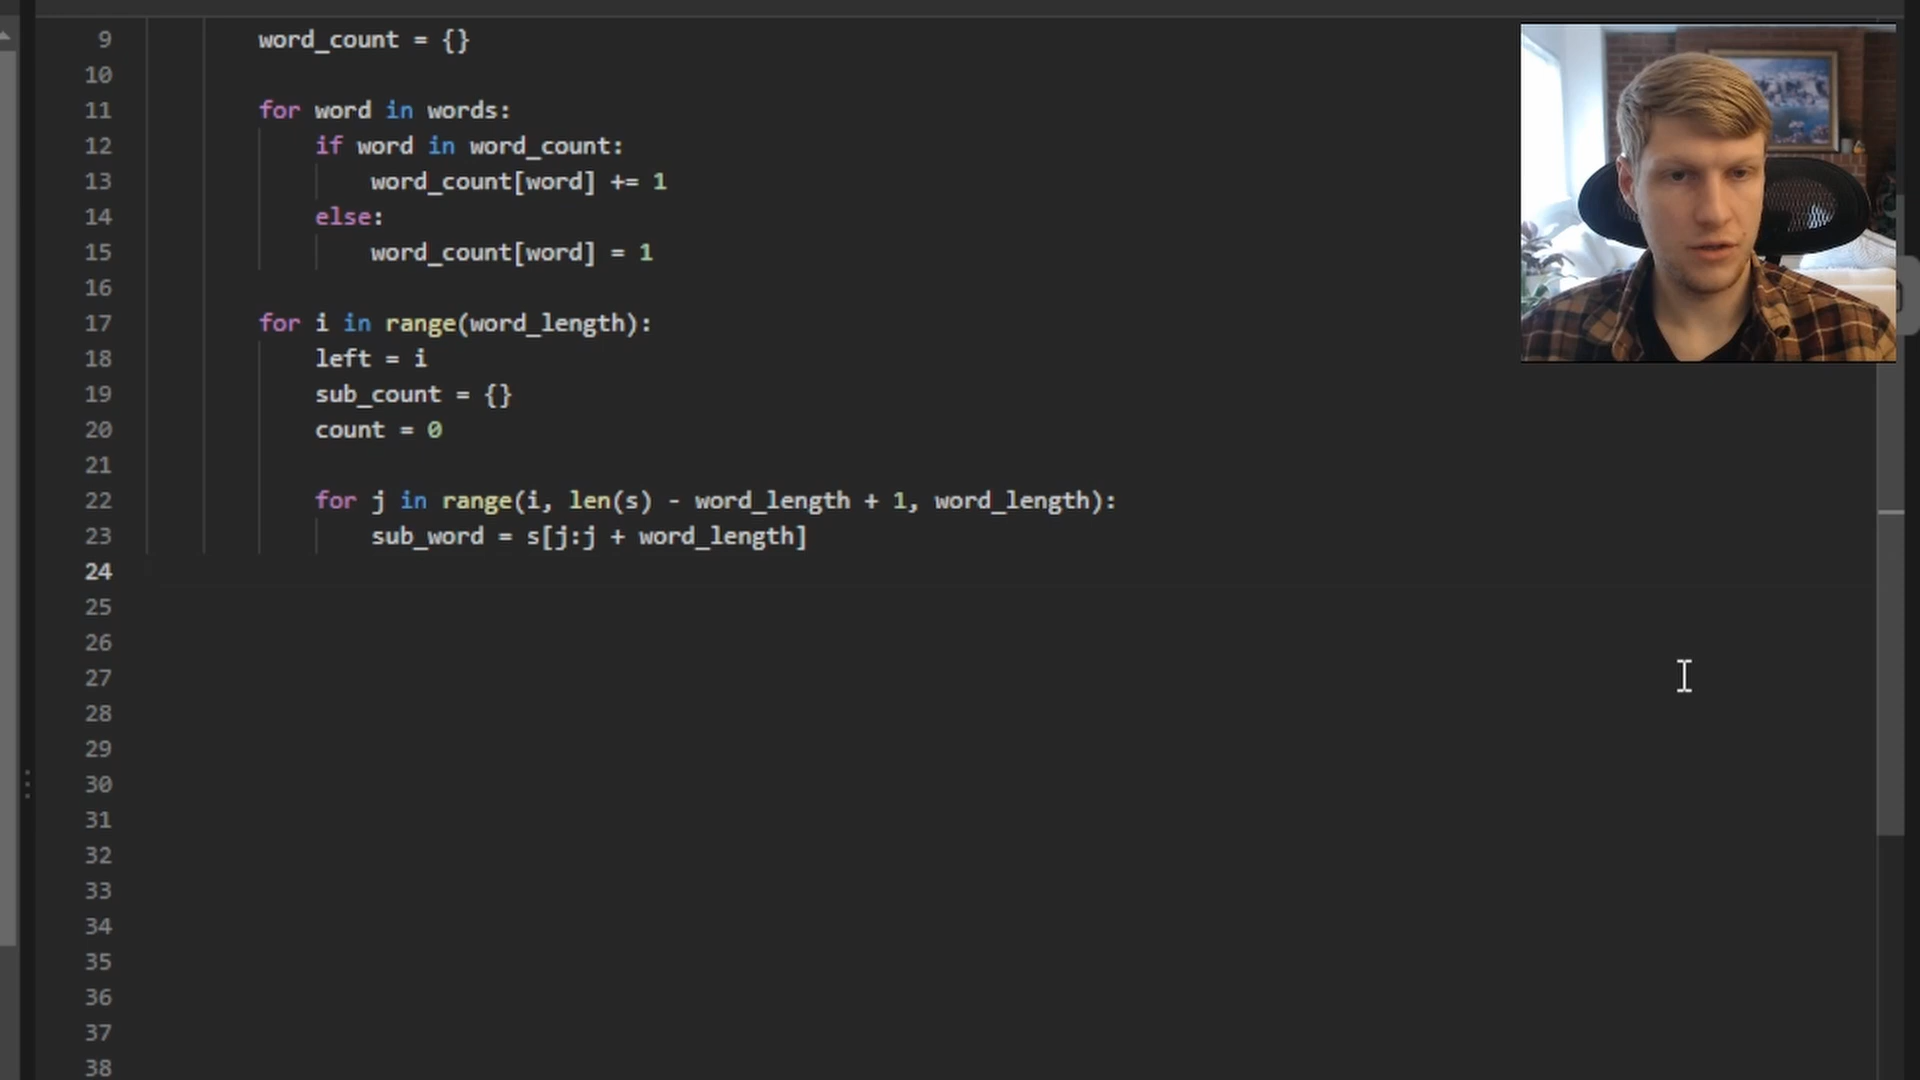 9 word_count = {}
10
11 for word in words:
12 if word in word_count:
13 word_count[word] += 1
14 else:
15 word_count[word] = 1
16
17 for i in range(word_length):
18 left = i
19 sub_count = {}
20 count = 0
21
22 for j in range(i, len(s) - word_length + 1, word_length):
23 sub_word = s[j:j + word_length]
24
25
26
27
28
29
30
31
32
33
34
35
36
37
38